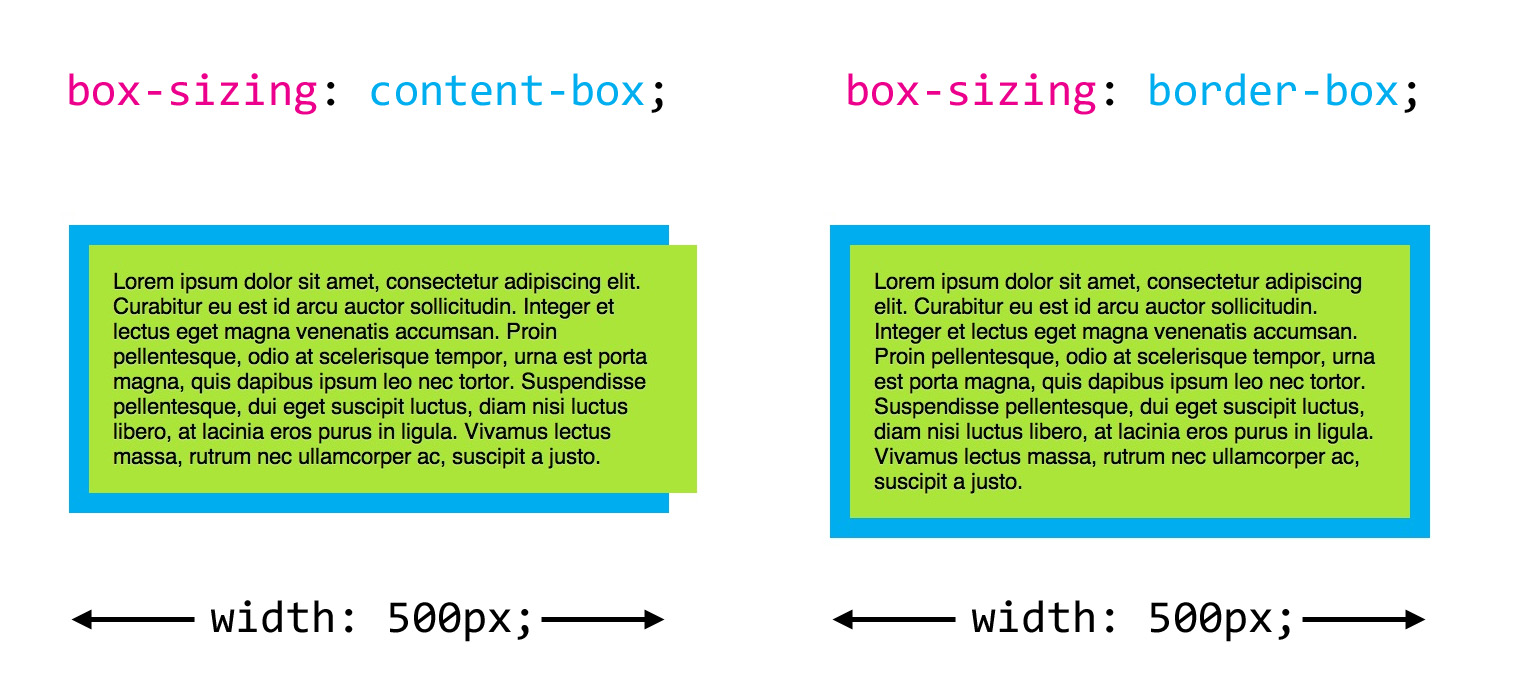 box-sizing: content-box;
Lorem ipsum dolor sit amet, consectetur adipiscing elit.
Curabitur eu est id arcu auctor sollicitudin. Integer et
lectus eget magna venenatis accumsan. Proin
pellentesque, odio at scelerisque tempor, urna est porta
magna, quis dapibus ipsum leo nec tortor. Suspendisse
pellentesque, dui eget suscipit luctus, diam nisi luctus
libero, at lacinia eros purus in ligula. Vivamus lectus
massa, rutrum nec ullamcorper ac, suscipit a justo.
width: 500px;
box-sizing: border-box;
Lorem ipsum dolor sit amet, consectetur adipiscing
elit. Curabitur eu est id arcu auctor sollicitudin.
Integer et lectus eget magna venenatis accumsan.
Proin pellentesque, odio at scelerisque tempor, urna
est porta magna, quis dapibus ipsum leo nec tortor.
Suspendisse pellentesque, dui eget suscipit luctus,
diam nisi luctus libero, at lacinia eros purus in ligula.
Vivamus lectus massa, rutrum nec ullamcorper ac,
suscipit a justo.
width: 500px;